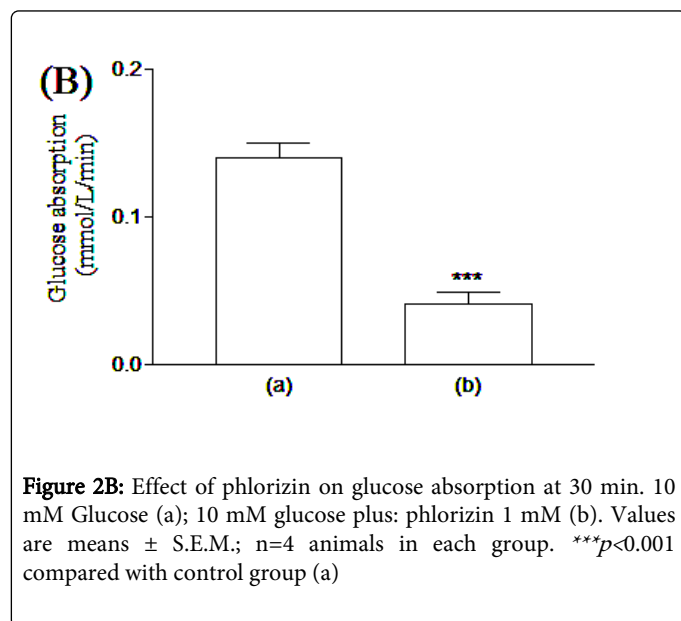 (B)
Glucose absorption
(mmol/L/min)
0.2
0.1
0.0
***
(a) (b)
Figure 2B: Effect of phlorizin on glucose absorption at 30 min. 10
mM Glucose (a); 10 mM glucose plus: phlorizin 1 mM (b). Values
are means ± S.E.M.; n=4 animals in each group. ***p<0.001
compared with control group (a)